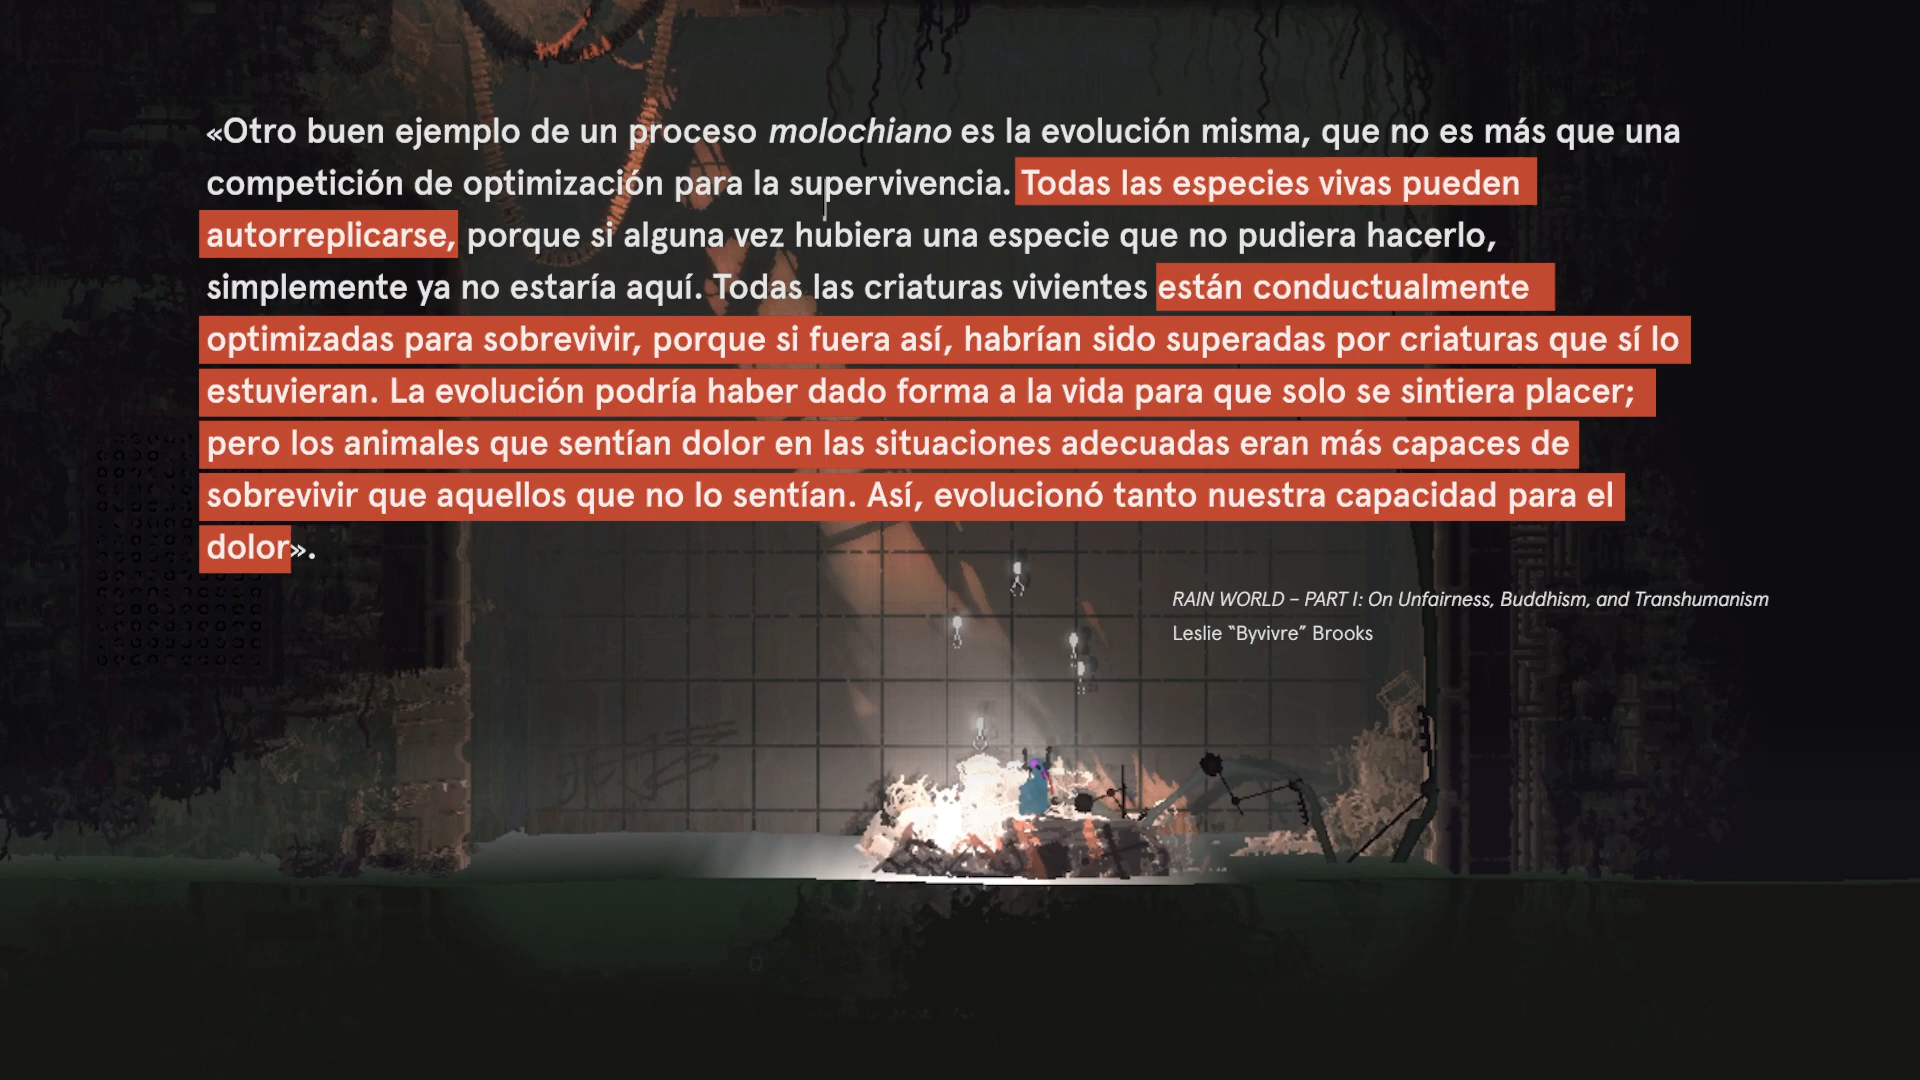 «Otro buen ejemplo de un proceso molochiano es la evolución misma, que no es más que una
competición de optimización para la supervivencia. Todas las especies vivas pueden
autorreplicarse, porque si alguna vez hubiera una especie que no pudiera hacerlo,
simplemente ya no estaría aquí. Todas las criaturas vivientes están conductualmente
optimizadas para sobrevivir, porque si fuera así, habrían sido superadas por criaturas que sí lo
estuvieran. La evolución podría haber dado forma a la vida para que solo se sintiera placer;
pero los animales que sentían dolor en las situaciones adecuadas eran más capaces de
sobrevivir que aquellos que no lo sentían. Así, evolucionó tanto nuestra capacidad para el
dolor».
RAIN WORLD – PART I: On Unfairness, Buddhism, and Transhumanism
Leslie “Byvivre” Brooks